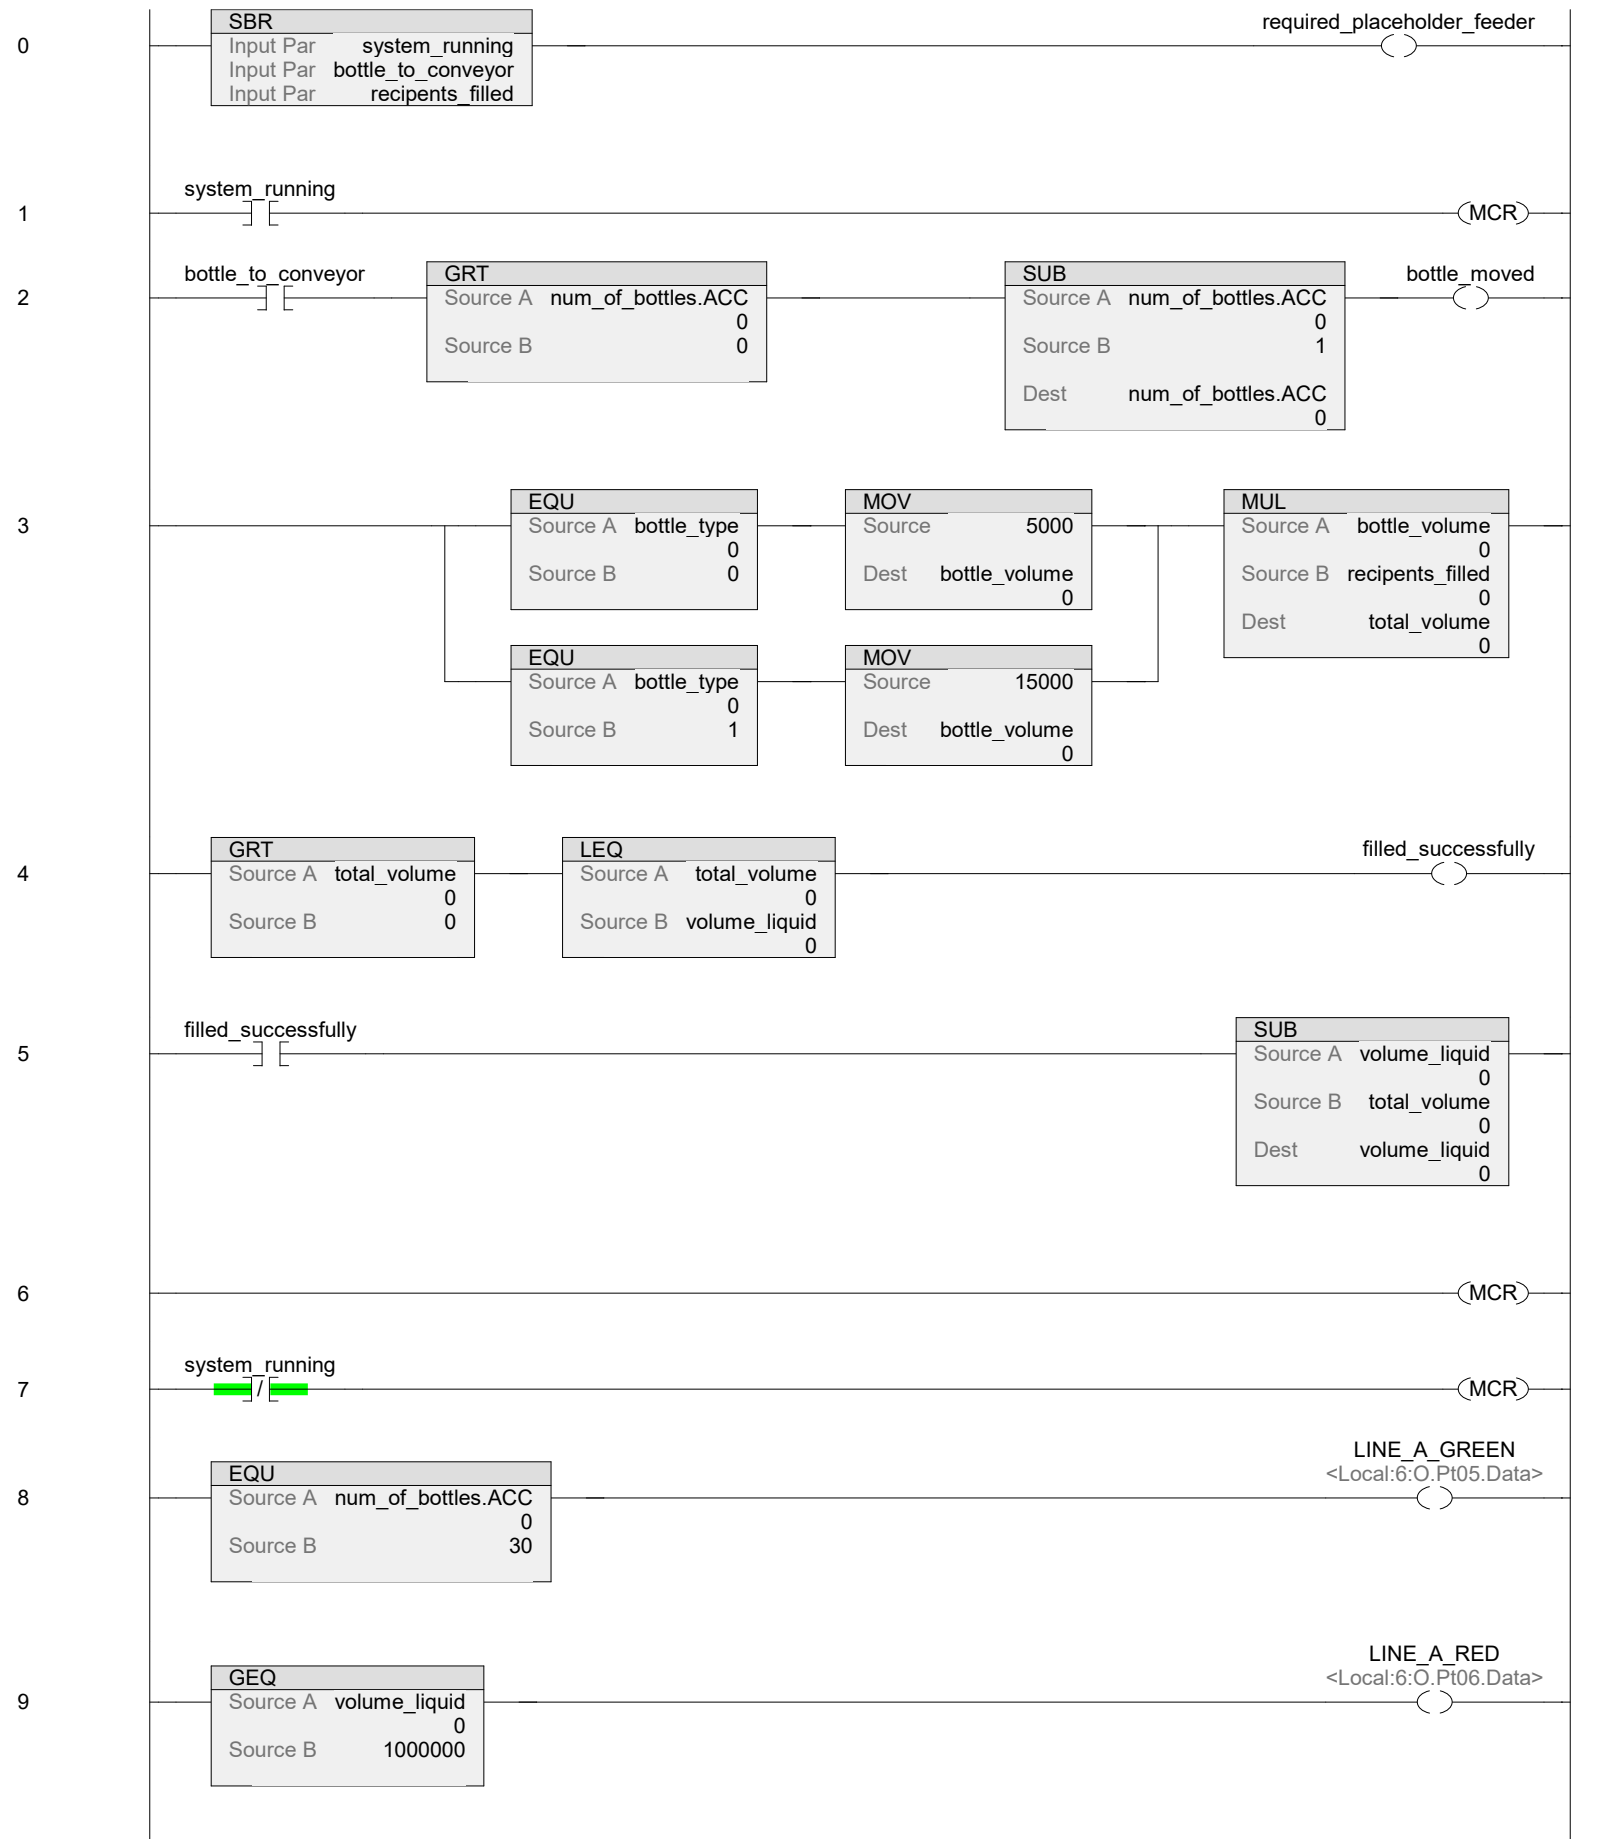 SBR
required_placeholder_feeder
0
Input Par system_running
Input Par bottle_to_conveyor
Input Par recipents_filled
system_running
1
MCR
bottle_to_conveyor
GRT
SUB
bottle_moved
2
Source A num_of_bottles.ACC
0
Source B 0
Source A num_of_bottles.ACC
0
Source B 1
Dest num_of_bottles.ACC
0
3
EQU
Source A bottle_type
0
Source B 0
MOV
Source 5000
Dest bottle_volume
0
MUL
Source A bottle_volume
0
Source B recipents_filled
0
Dest total_volume
0
EQU
Source A bottle_type
0
Source B 1
MOV
Source 15000
Dest bottle_volume
0
4
GRT
Source A total_volume
0
Source B 0
LEQ
Source A total_volume
0
Source B volume_liquid
0
filled_successfully
filled_successfully
5
SUB
Source A volume_liquid
0
Source B total_volume
0
Dest volume_liquid
0
6
MCR
system_running
7
/
MCR
8
EQU
Source A num_of_bottles.ACC
0
Source B 30
LINE_A_GREEN
<Local:6:O.Pt05.Data>
9
GEQ
Source A volume_liquid
0
Source B 1000000
LINE_A_RED
<Local:6:O.Pt06.Data>